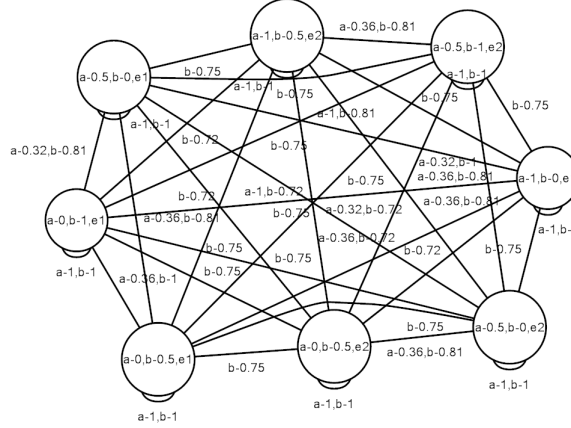 a-1,b-0.5,e2
a-0.36,b-0.81
a-0.5,b-1,e2
a-0.5,b-0,e1
b-0.75
a-1,b-1
a-1,b-1
b-0.75
b-0.75
b-0.75
a-1,b-1
a-1,b-0.81
b-0.72
b-0.75
a-0.32,b-0.81
a-0.32,b-1
b-0.75
a-0.36,b-0.81
a-1,b-0,e
b-0.72
a-1,b-0.72
a-0.36,b-0.81
a-0,b-1,e1
a-0.36,b-0.81
b-0.75
a-0.32,b-0.72
a-1,b-
a-0.36,b-0.72
b-0.75
b-0.72
b-0.75
b-0.75
a-1,b-1
a-0.36,b-1
b-0.75
a-0.5,b-0,e2
b-0.75
a-0,b-0.5,e1
a-0,b-0.5,e2
a-0.36,b-0.81
b-0.75
a-1,b-1
a-1,b-1
a-1,b-1